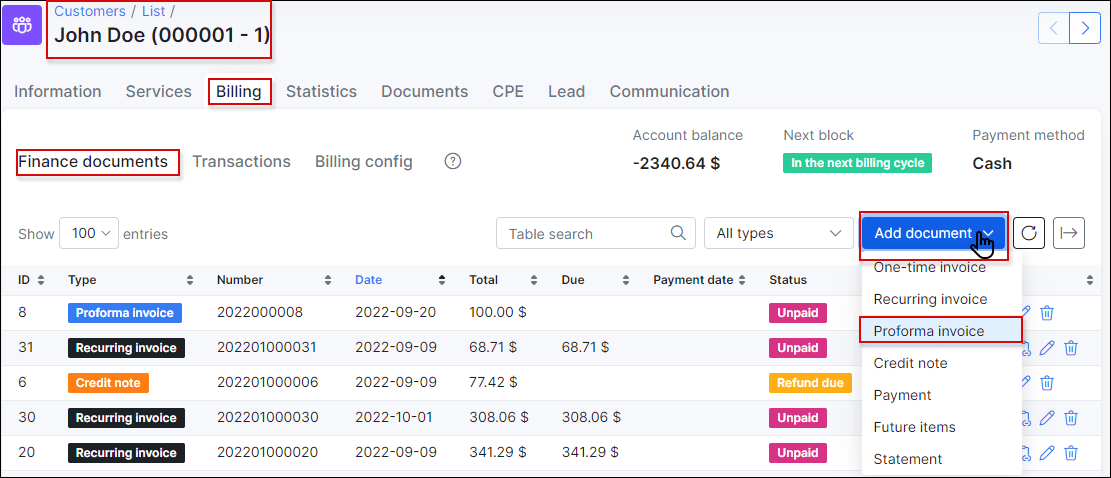 Customers / List /
John Doe (000001 - 1)
Information Services Billing Statistics Documents CPE Lead Communication
Account balance Next block Payment method
Finance documents Transactions Billing config ? -2340.64 $ In the next billing cycle Cash
Show 100 entries Table search All types Add document
ID Type Number Date Total Due Payment date Status
One-time invoice
Recurring invoice
Proforma invoice
Credit note
Payment
Future items
Statement
8 Proforma invoice 2022000008 2022-09-20 100.00 $ Unpaid
31 Recurring invoice 202201000031 2022-09-09 68.71 $ 68.71 $ Unpaid
6 Credit note 202201000006 2022-09-09 77.42 $ Refund due
30 Recurring invoice 202201000030 2022-10-01 308.06 $ 308.06 $ Unpaid
20 Recurring invoice 202201000020 2022-09-09 341.29 $ 341.29 $ Unpaid